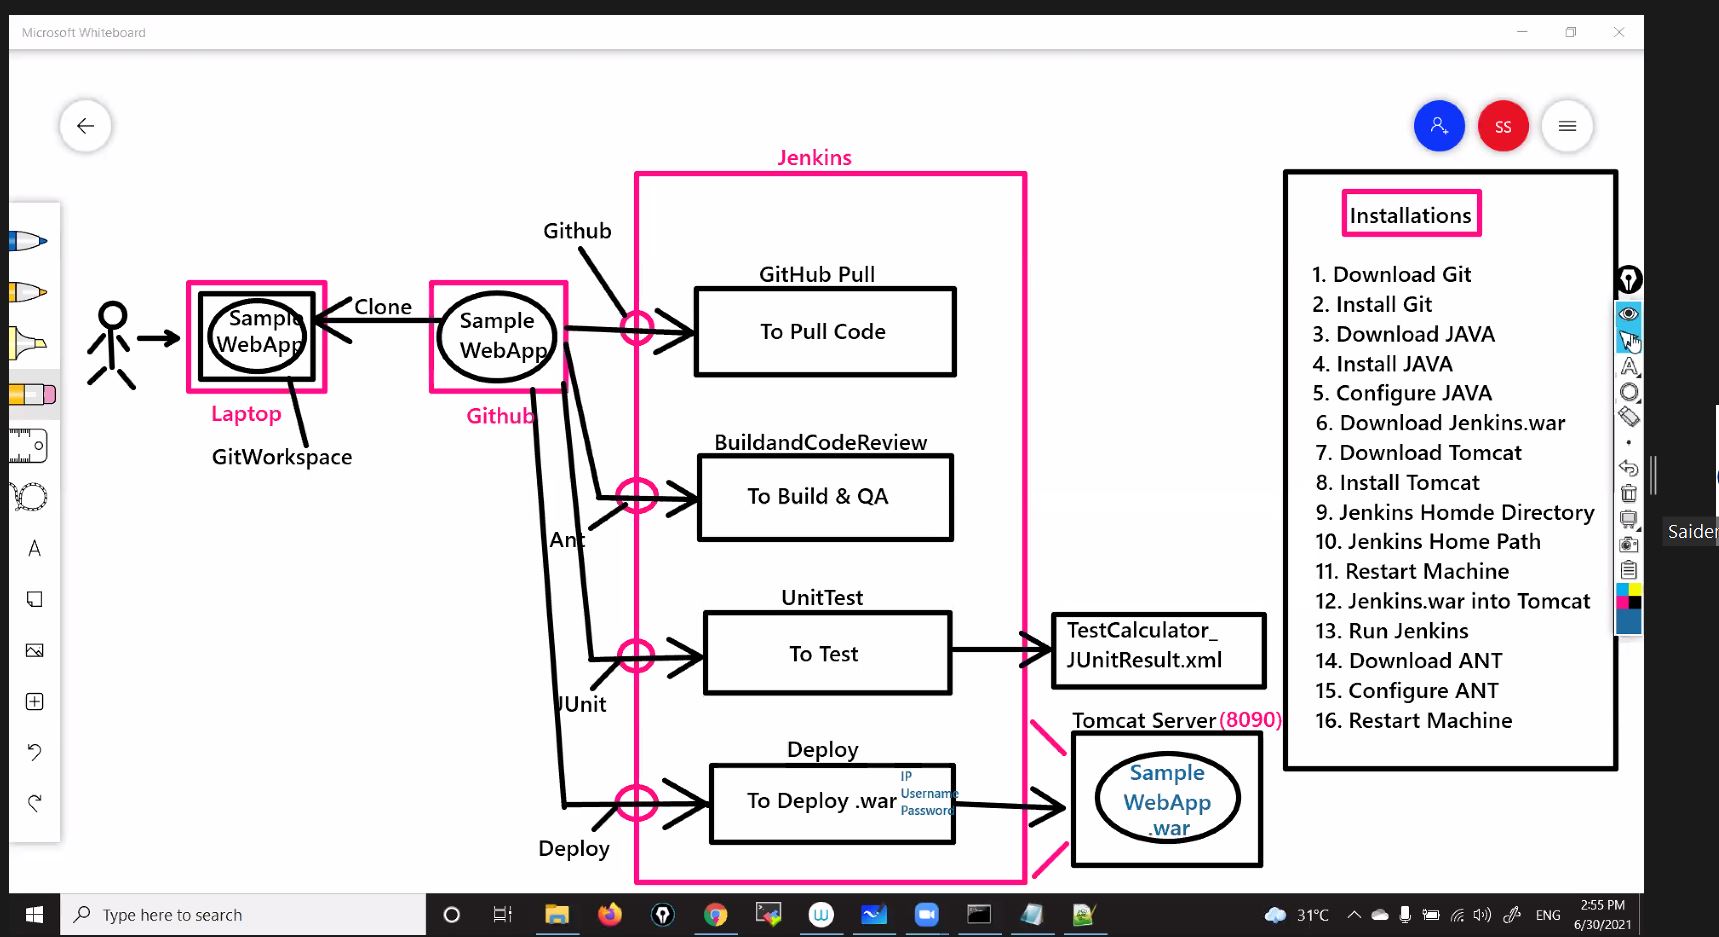 Microsoft Whiteboard
SS
Jenkins
Installations
Github
GitHub Pull
To Pull Code
Clone
Sample
WebApp
Sample
WebApp
Laptop
Github
GitWorkspace
BuildandCodeReview
To Build & QA
Ant
UnitTest
To Test
TestCalculator_
JUnitResult.xml
JUnit
Tomcat Server (8090)
Deploy
To Deploy .war
IP
Username
Password
Sample
WebApp
.war
Deploy
1. Download Git
2. Install Git
3. Download JAVA
4. Install JAVA
5. Configure JAVA
6. Download Jenkins.war
7. Download Tomcat
8. Install Tomcat
9. Jenkins Homde Directory
10. Jenkins Home Path
11. Restart Machine
12. Jenkins.war into Tomcat
13. Run Jenkins
14. Download ANT
15. Configure ANT
16. Restart Machine
Saider
Type here to search
31°C
ENG
2:55 PM
6/30/2021